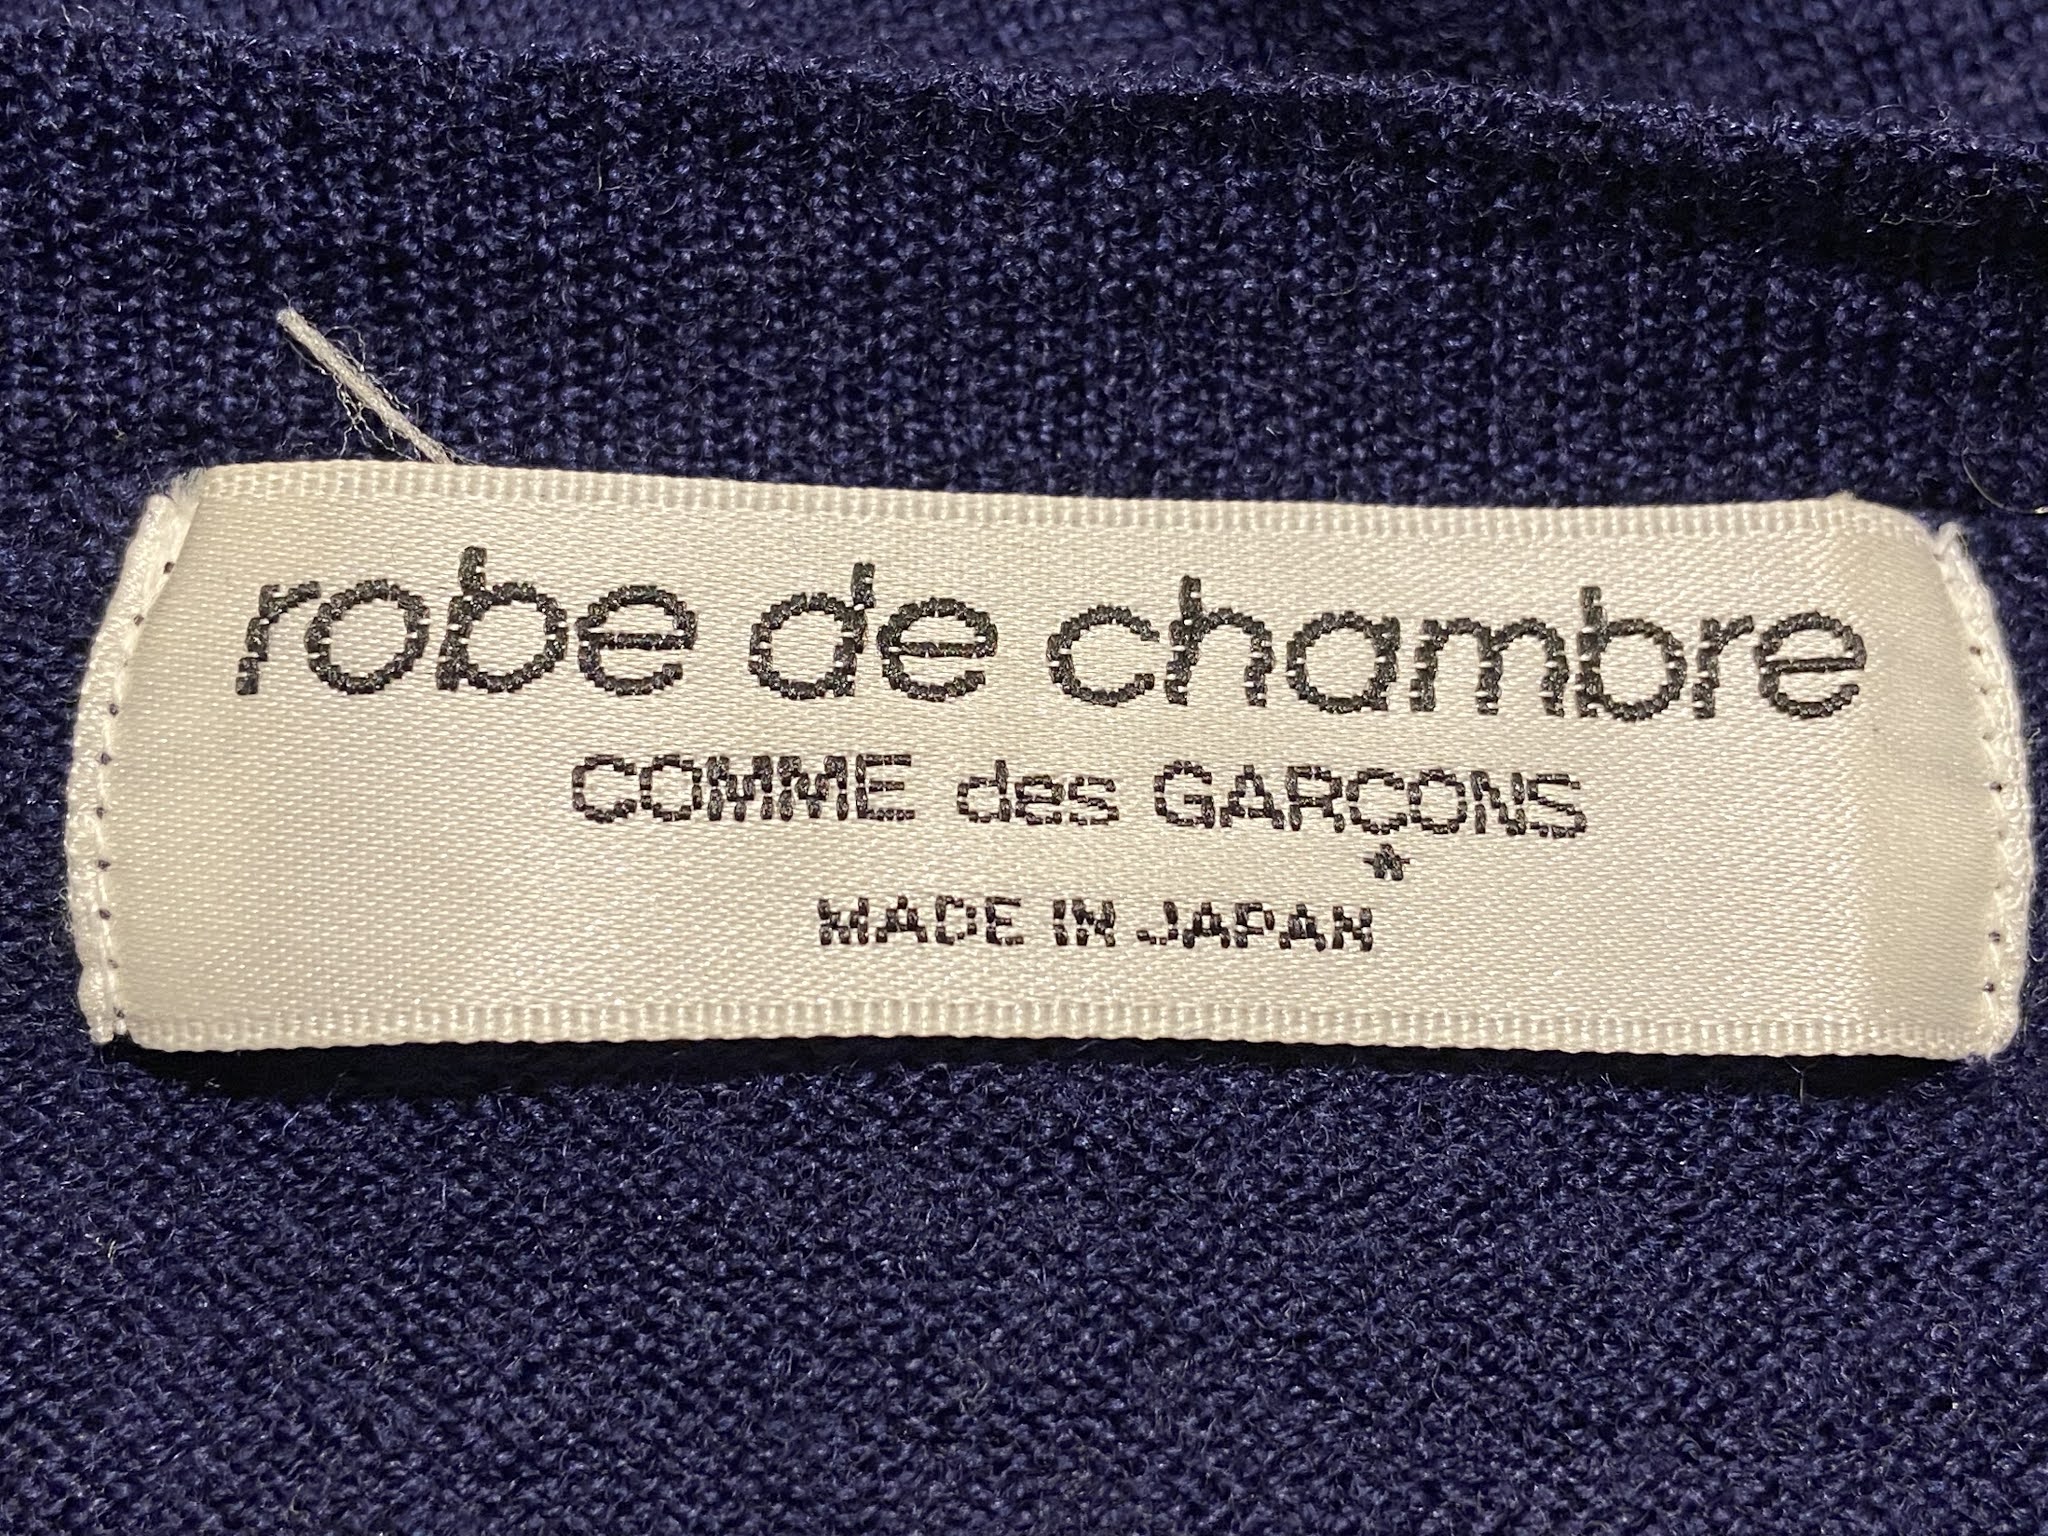 robe de chambre
COMME des GARÇONS
MADE IN JAPAN